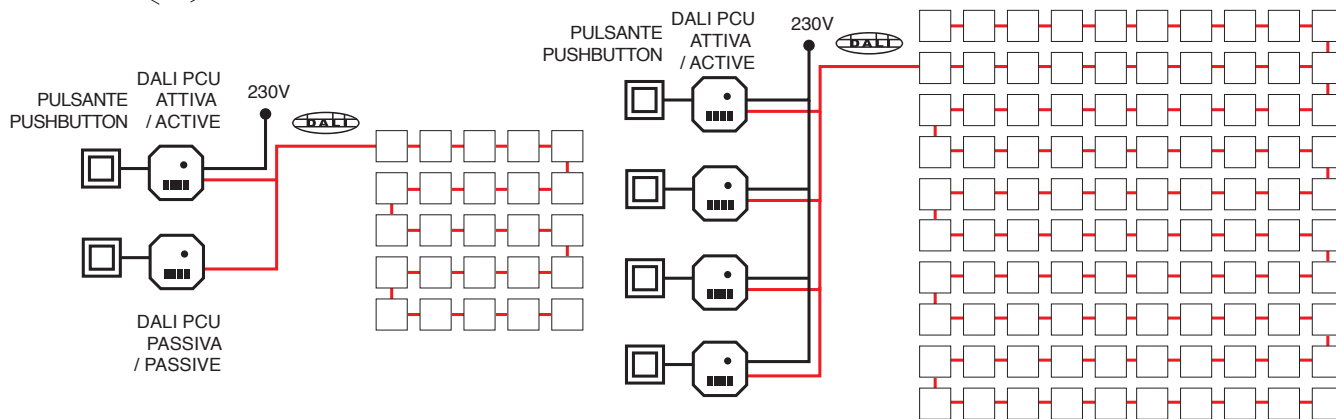 PULSANTE
PUSHBUTTON
DALI PCU
ATTIVA
/ ACTIVE
230V
DALI
DALI PCU
PASSIVA
/ PASSIVE
PULSANTE
PUSHBUTTON
DALI PCU
ATTIVA
/ ACTIVE
230V
DALI